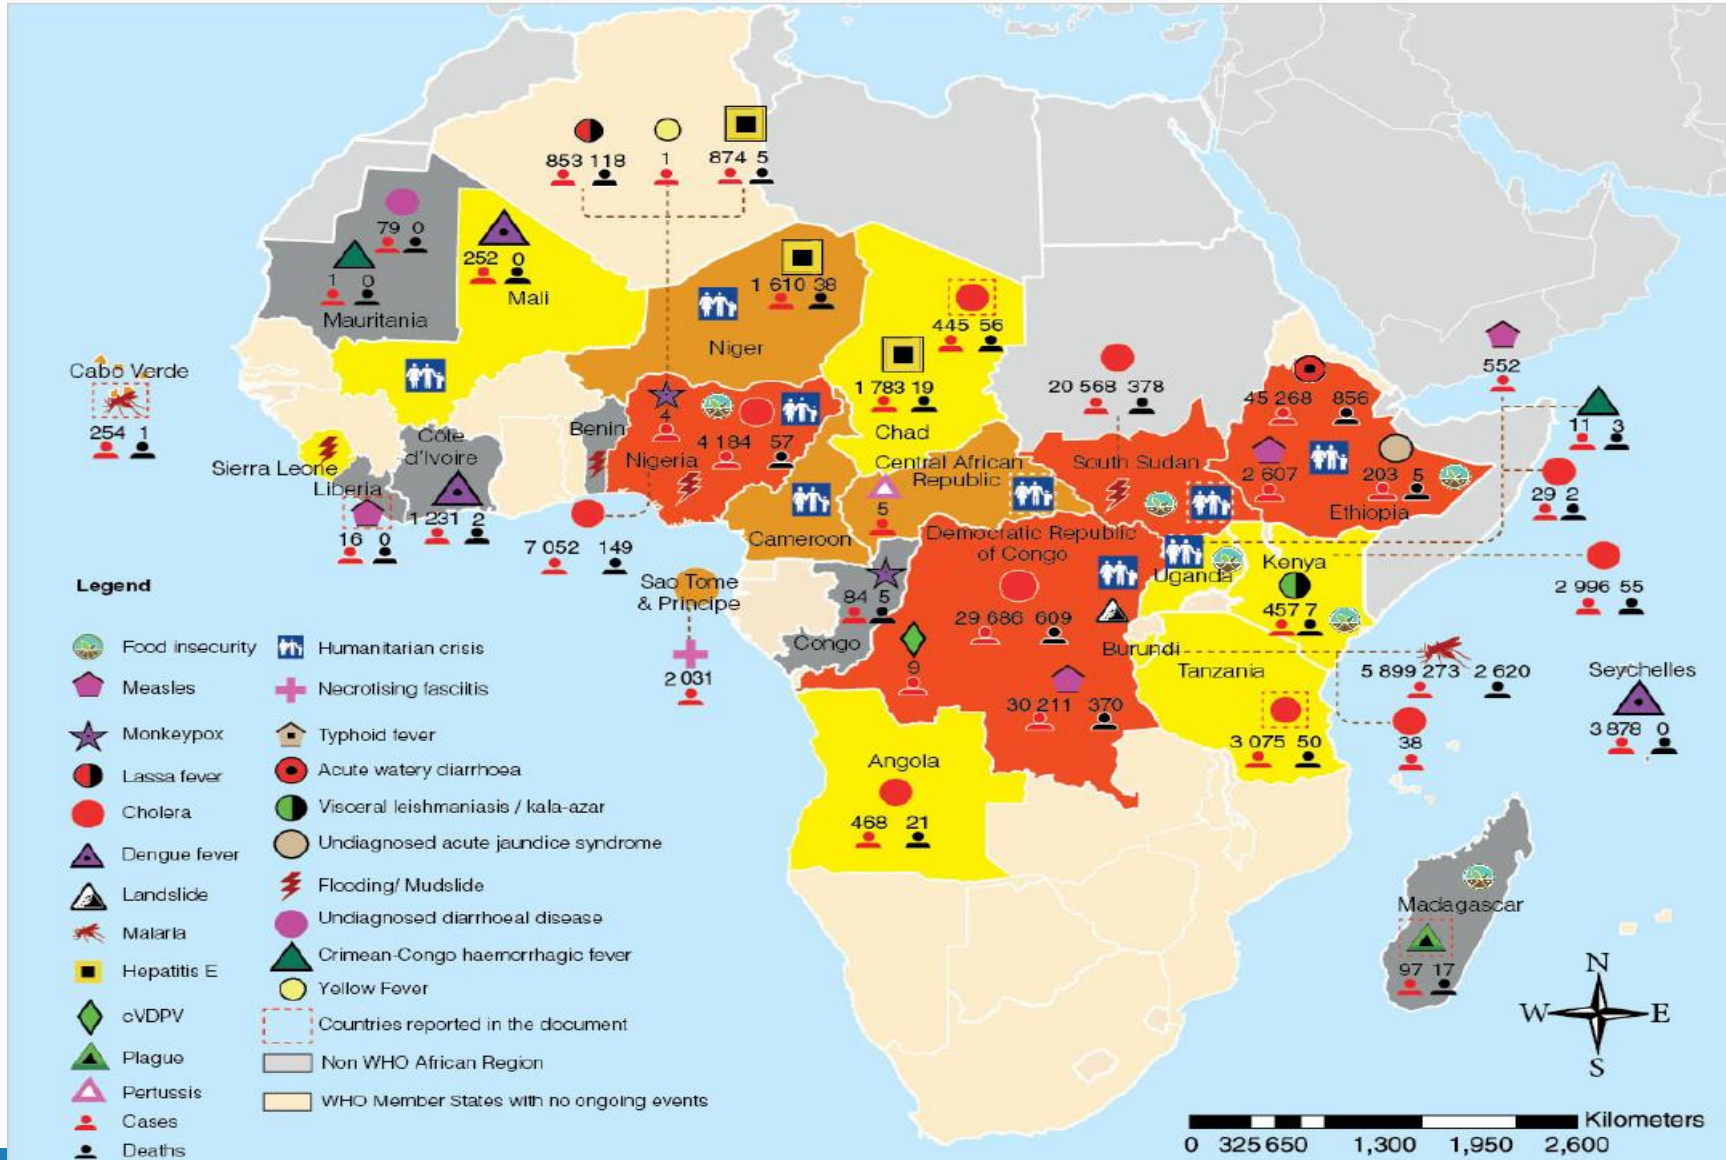 853 118
1
874 5
79 0
1 0
Mauritania
252 0
Mali
1 610 38
Niger
445 56
1 783 19
Chad
20 568 378
552
45 268 856
11 3
Cabo Verde
254 1
Sierra Leone
Liberia
16 0
Côte
d'Ivoire
1 231 2
Benin
4
4 184 57
Nigeria
7 052 149
Cameroon
Central African
Republic
5
South Sudan
2 607
203 5
Ethiopia
29 2
2 996 55
Sao Tome
& Principe
2 031
84 5
Congo
Democratic Republic
of Congo
29 686 609
9
30 211 370
Uganda
Kenya
457 7
Burundi
Tanzania
3 075 50
5 899 273 2 620
38
Seychelles
3 878 0
Angola
468 21
Madagascar
97 17
Legend
Food insecurity
Measles
Monkeypox
Lassa fever
Cholera
Dengue fever
Landslide
Malaria
Hepatitis E
cVDPV
Plague
Pertussis
Cases
Deaths
Humanitarian crisis
Necrotising fasciitis
Typhoid fever
Acute watery diarrhoea
Visceral leishmaniasis / kala-azar
Undiagnosed acute jaundice syndrome
Flooding/ Mudslide
Undiagnosed diarrhoeal disease
Crimean-Congo haemorrhagic fever
Yellow Fever
Countries reported in the document
Non WHO African Region
WHO Member States with no ongoing events
N
W E
S
Kilometers
0 325 650 1,300 1,950 2,600